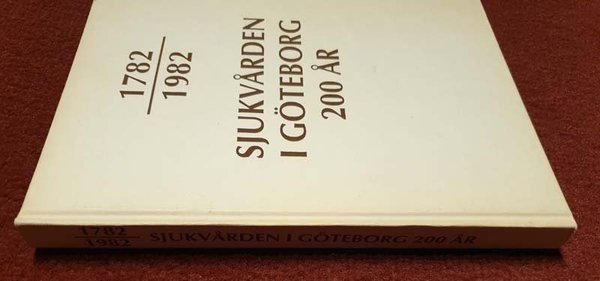 1782
1982
SJUKVÅRDEN
I GÖTEBORG
200 ÅR
1782
1982
SJUKVÅRDEN I GÖTEBORG 200 ÅR